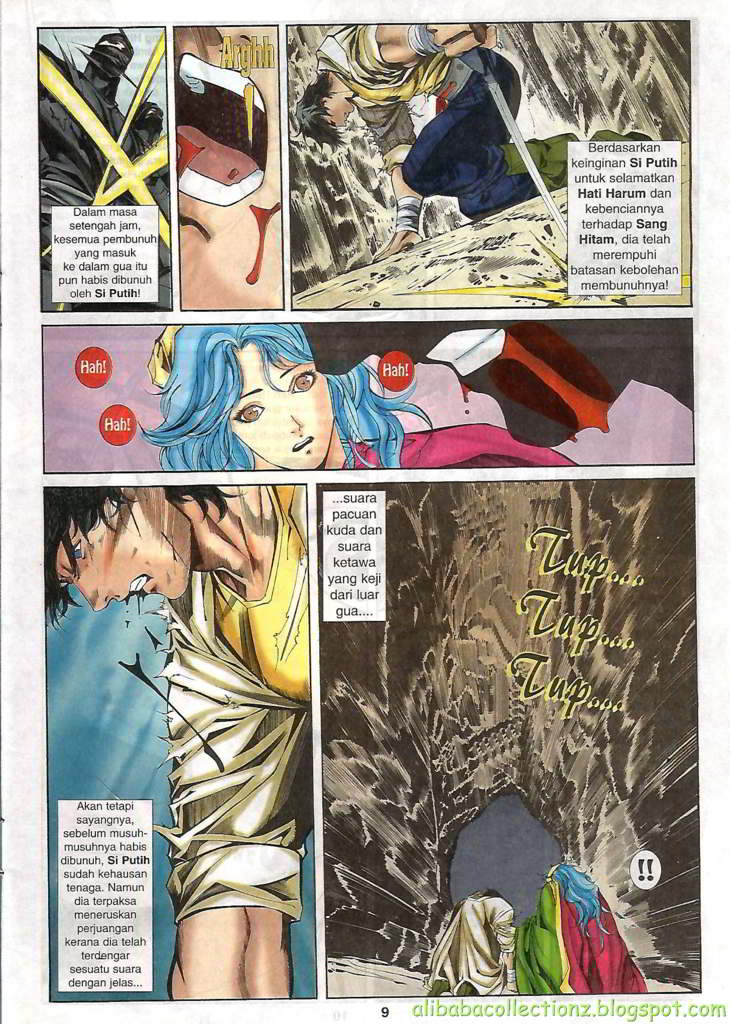 Arghh
Dalam masa
setengah jam,
kesemua pembunuh
yang masuk
ke dalam gua itu
pun habis dibunuh
oleh Si Putih!
Berdasarkan
keinginan Si Putih
untuk selamatkan
Hati Harum dan
kebenciannya
terhadap Sang
Hitam, dia telah
merempuhi
batasan kebolehan
membunuhnya!
Hah!
Hah!
Hah!
Akan tetapi
sayangnya,
sebelum musuh-
musuhnya habis
dibunuh, Si Putih
sudah kehausan
tenaga. Namun
dia terpaksa
meneruskan
perjuangan
kerana dia telah
terdengar
sesuatu suara
dengan jelas...
...suara
pacuan
kuda dan
suara
ketawa
yang keji
dari luar
gua....
Tup...
Tup...
Tup...
!!
9
alibabacollectionz.blogspot.com